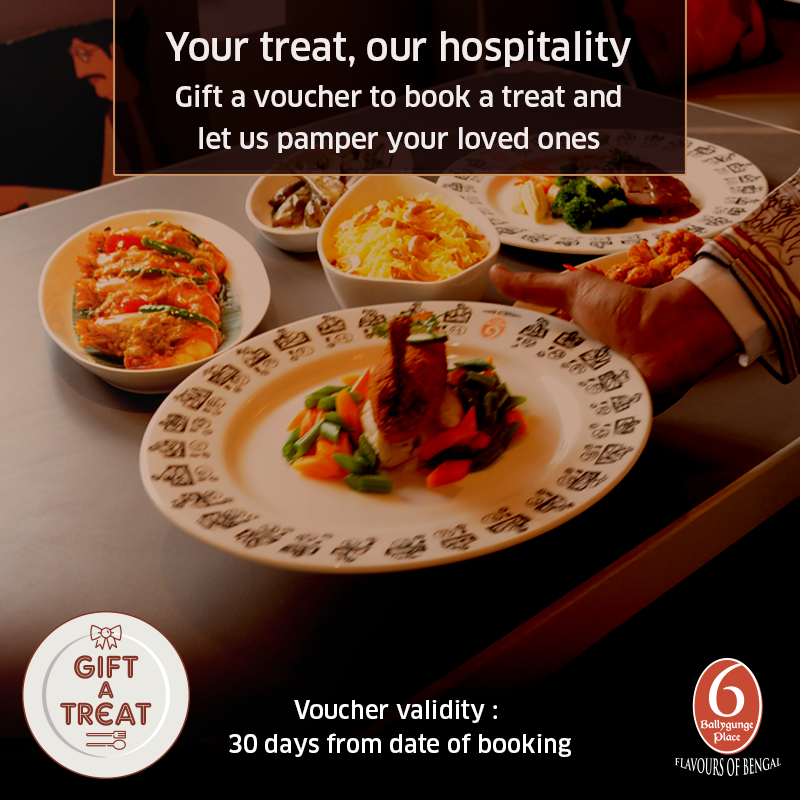 Your treat, our hospitality
Gift a voucher to book a treat and
let us pamper your loved ones
6
GIFT
A
TREAT
Voucher validity :
30 days from date of booking
6
Ballygunge
Place
FLAVOURS OF BENGAL